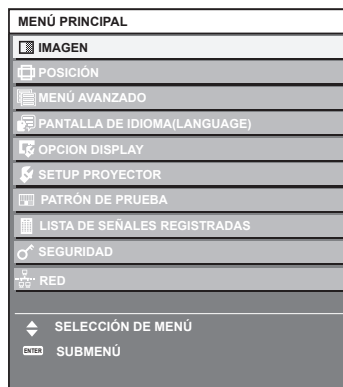 MENÚ PRINCIPAL
IMAGEN
POSICIÓN
MENÚ AVANZADO
PANTALLA DE IDIOMA(LANGUAGE)
OPCION DISPLAY
SETUP PROYECTOR
PATRÓN DE PRUEBA
LISTA DE SEÑALES REGISTRADAS
SEGURIDAD
RED
SELECCIÓN DE MENÚ
ENTER SUBMENÚ